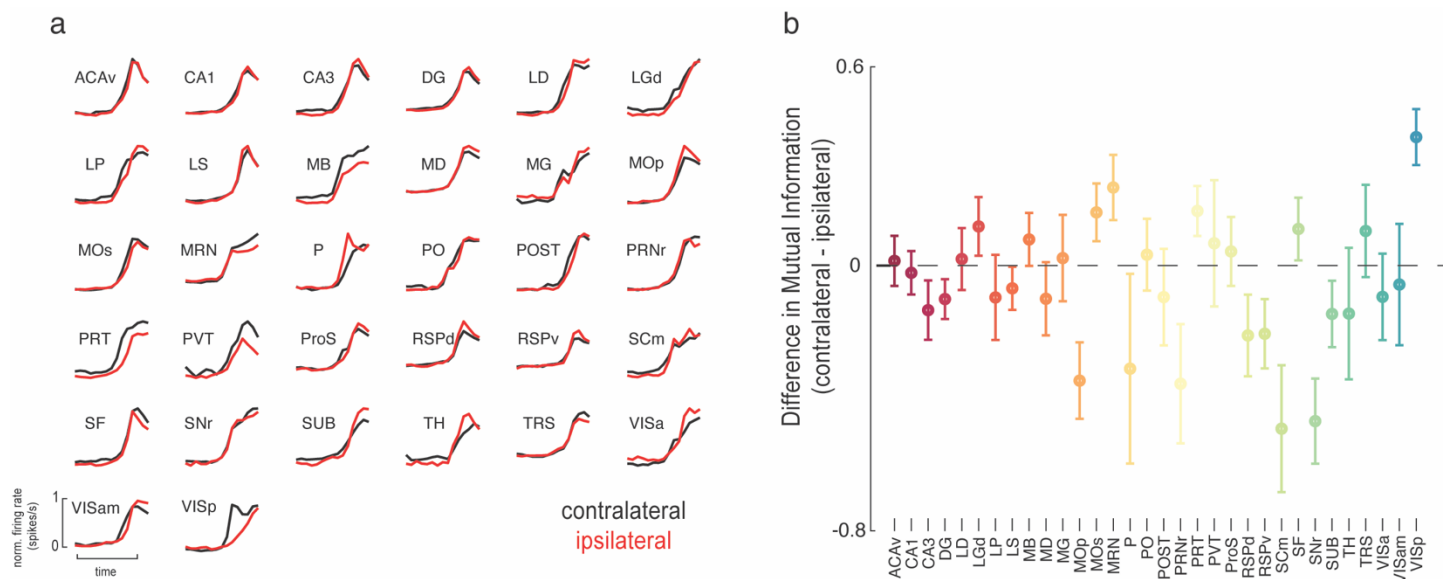 a
ACAv CA1 CA3 DG LD LGd
LP LS MB MD MG MOp
MOs MRN P PO POST PRNr
PRT PVT ProS RSPd RSPv SCm
SF SNr SUB TH TRS VISa
VISam VISp
norm. firing rate
(spikes/s)
1
0
time
contralateral
ipsilateral
b
Difference in Mutual Information
(contralateral - ipsilateral)
0.6
0
-0.8
ACAv
CA1
CA3
DG
LD
LGd
LP
LS
MB
MD
MG
MOp
MOs
MRN
P
PO
POST
PRNr
PRT
PVT
ProS
RSPd
RSPv
SCm
SF
SNr
SUB
TH
TRS
VISa
VISam
VISp